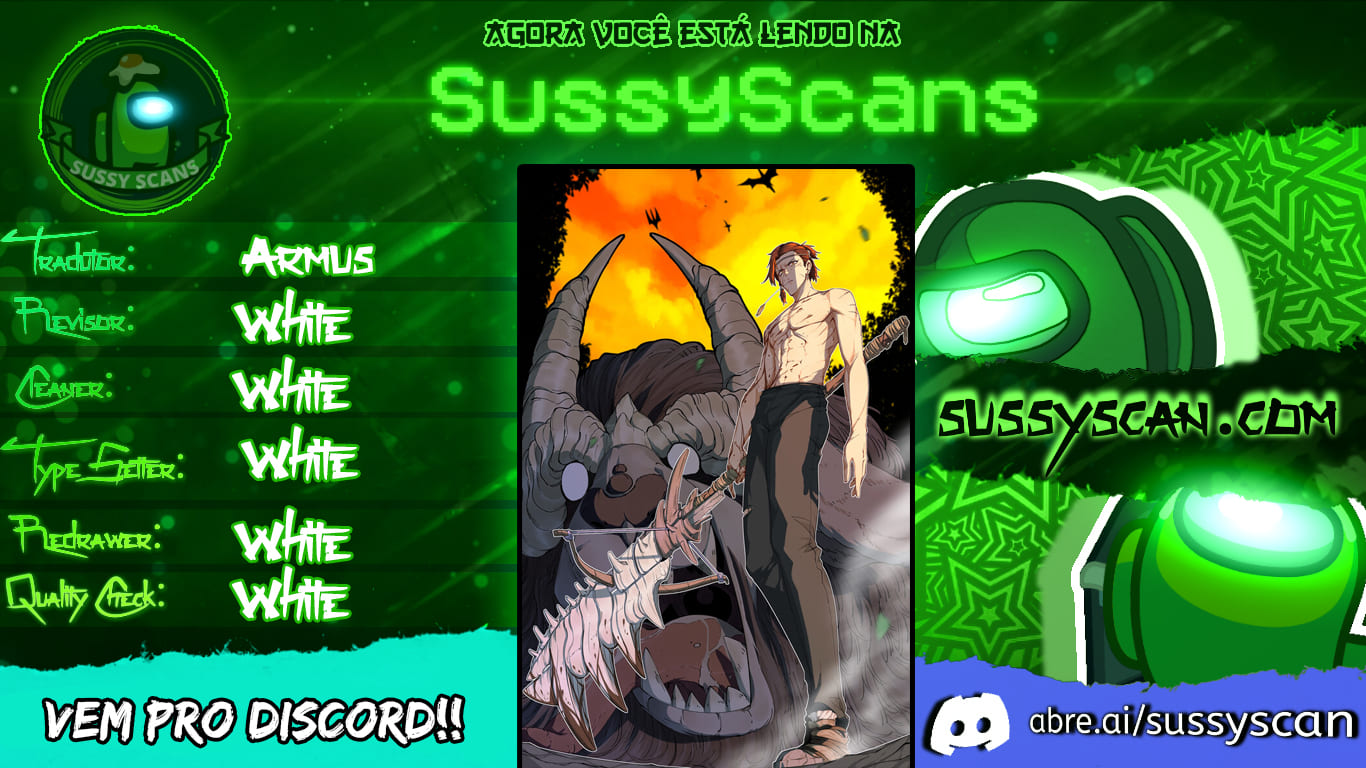 AGORA VOCÊ ESTÁ LENDO NA
SussyScans
SUSSY SCANS
Tradutor: Armus
Revisor: White
Cleaner: White
Type Setter: White
Redrawer: White
Quality Check: White
SUSSYSCAN.COM
VEM PRO DISCORD!!
abre.ai/sussyscan